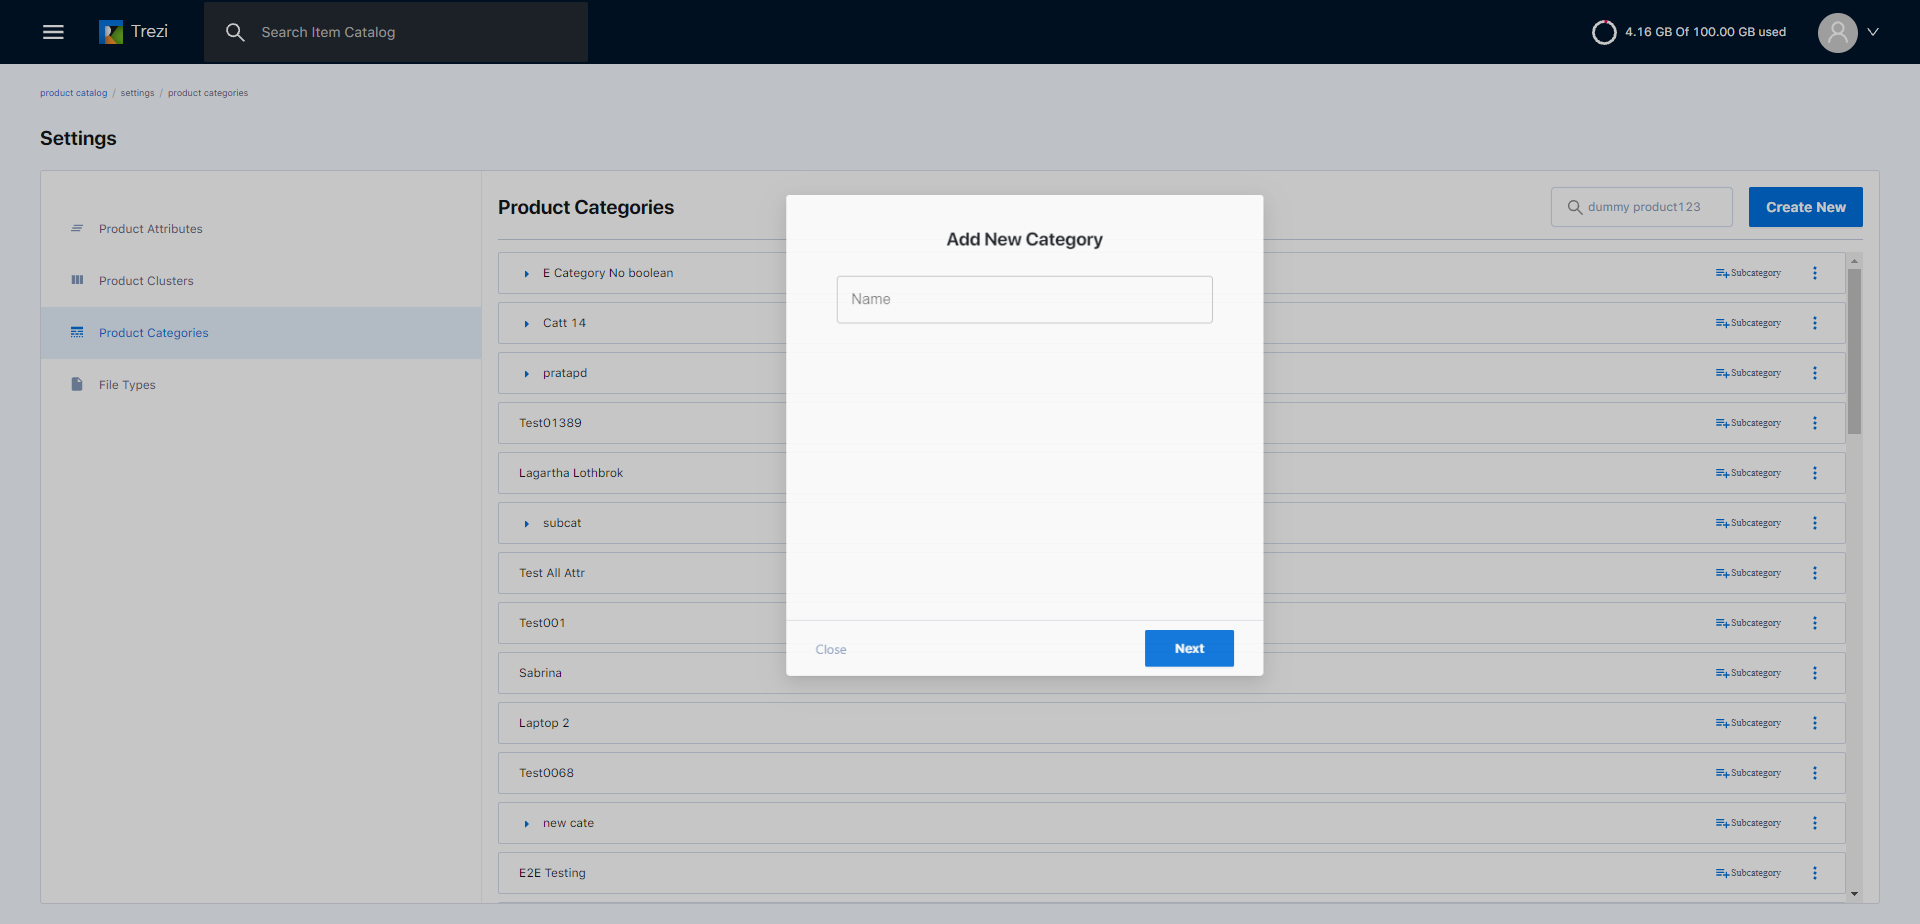 Trezi
Search Item Catalog
4.16 GB Of 100.00 GB used
product catalog / settings / product categories
Settings
Product Attributes
Product Clusters
Product Categories
File Types
Product Categories
dummy product123
Create New
E Category No boolean
Subcategory
Catt 14
Subcategory
pratapd
Subcategory
Test01389
Subcategory
Lagartha Lothbrok
Subcategory
subcat
Subcategory
Test All Attr
Subcategory
Test001
Subcategory
Sabrina
Subcategory
Laptop 2
Subcategory
Test0068
Subcategory
new cate
Subcategory
E2E Testing
Subcategory
Add New Category
Name
Close
Next